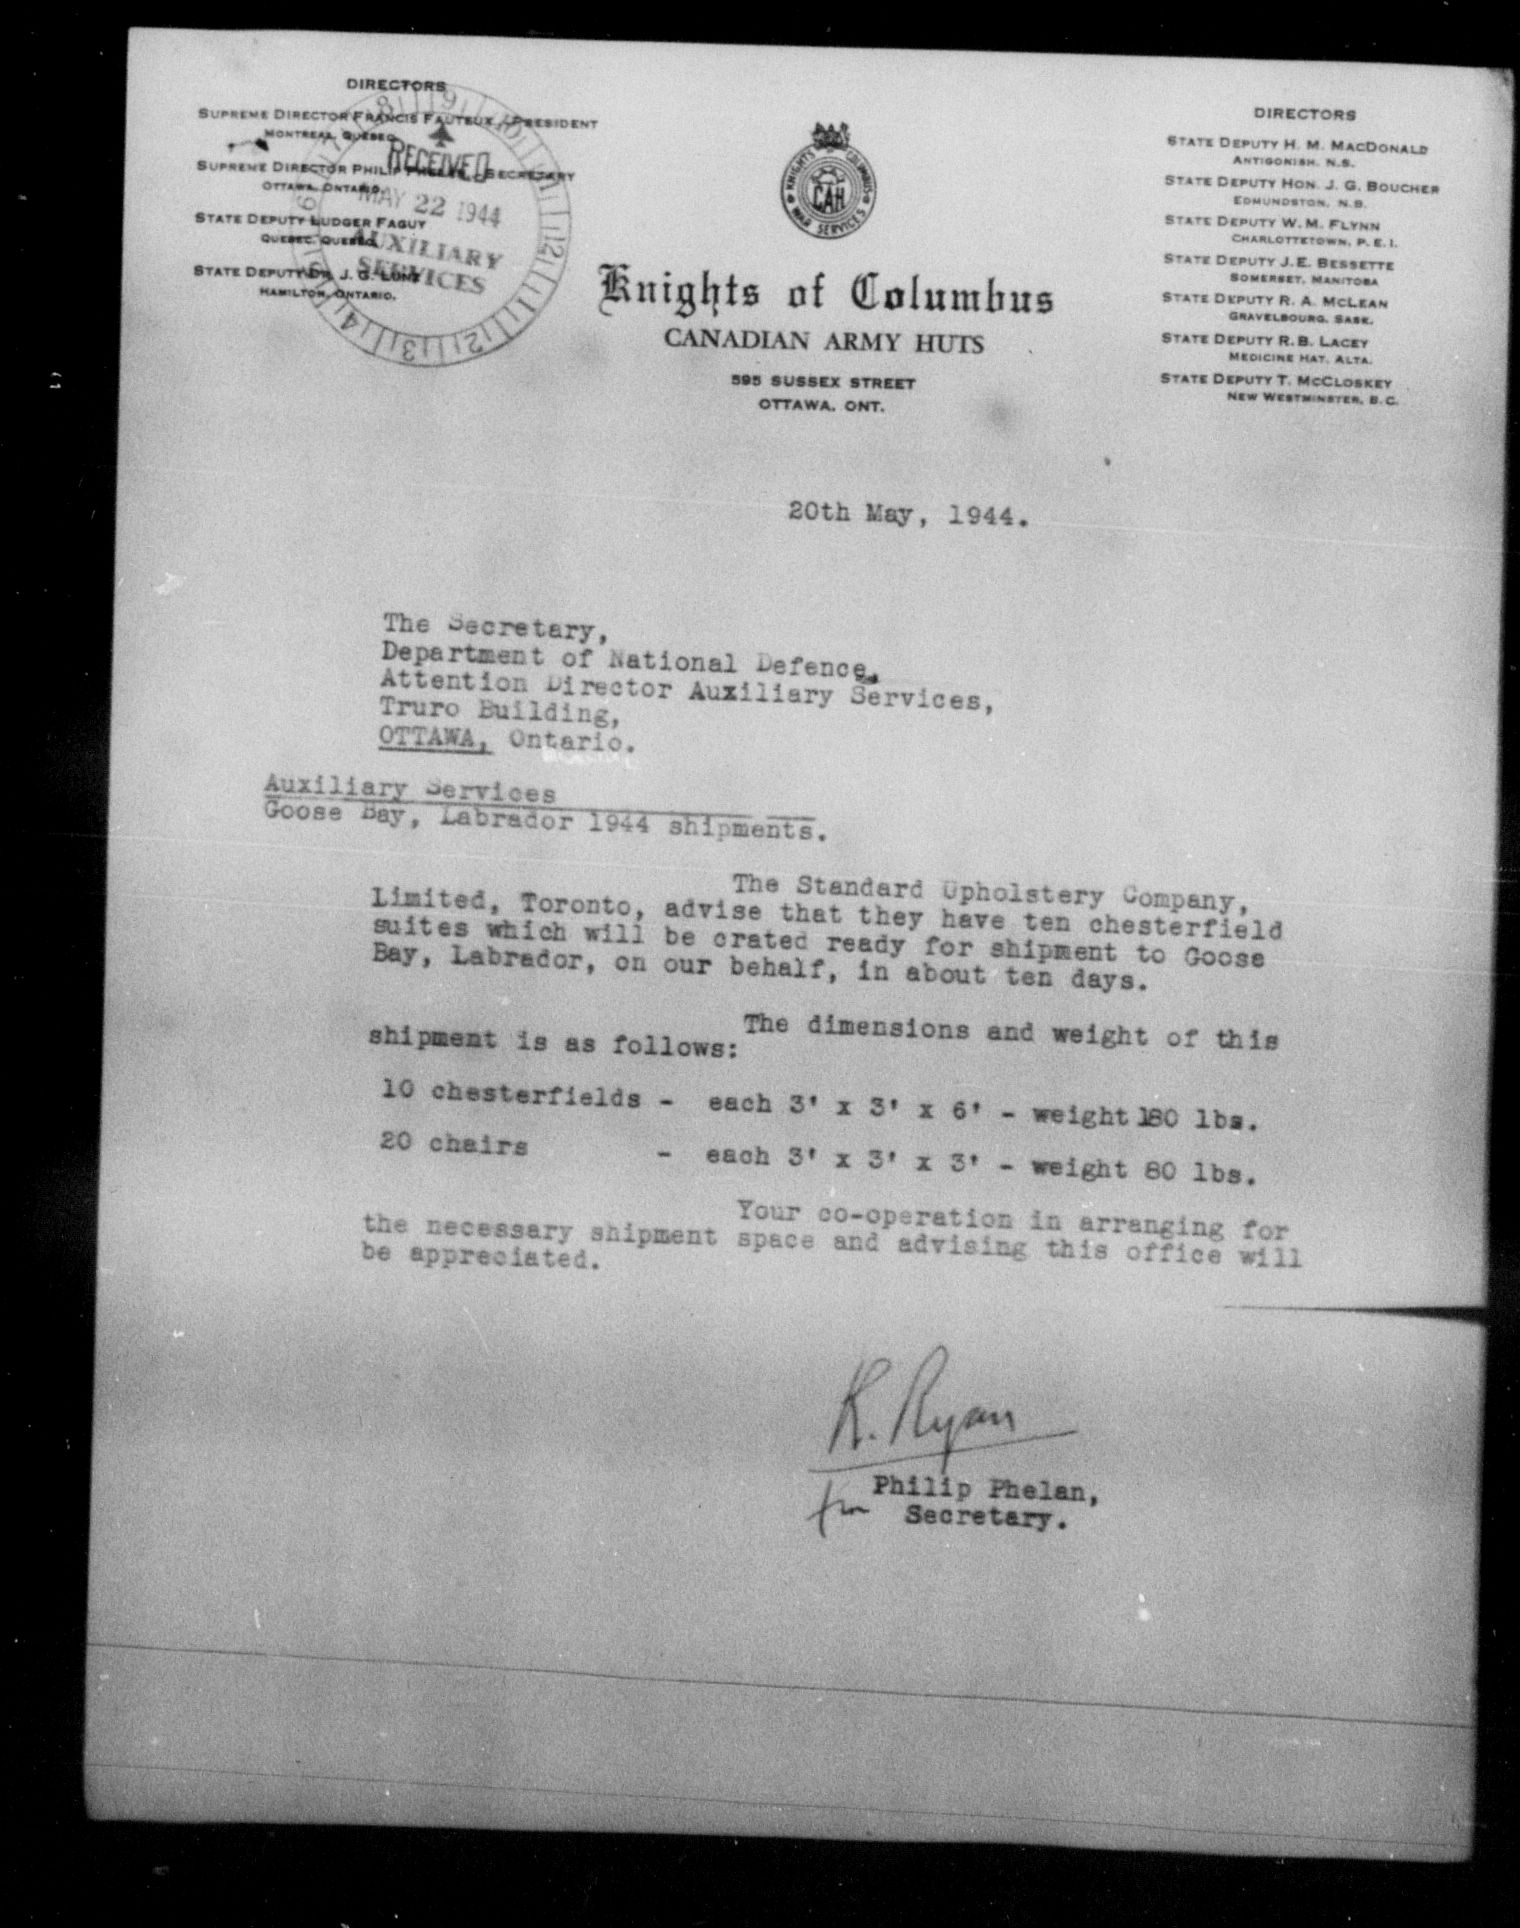 DIRECTORS
SUPREME DIRECTOR FRANCIS FAUTEUX, PRESIDENT
MONTREAL, QUEBEC.
SUPREME DIRECTOR PHILIP PHELAN, SECRETARY
OTTAWA, ONTARIO.
STATE DEPUTY LUDGER FAGUY
QUEBEC, QUEBEC.
STATE DEPUTY DR. J. G.
HAMILTON, ONTARIO.
RECEIVED
MAY 22 1944
AUXILIARY
SERVICES
KNIGHTS OF COLUMBUS
CAH
WAR SERVICES
Knights of Columbus
CANADIAN ARMY HUTS
595 SUSSEX STREET
OTTAWA, ONT.
DIRECTORS
STATE DEPUTY H. M. MACDONALD
ANTIGONISH, N.S.
STATE DEPUTY HON. J. G. BOUCHER
EDMUNDSTON, N.B.
STATE DEPUTY W. M. FLYNN
CHARLOTTETOWN, P. E. I.
STATE DEPUTY J. E. BESSETTE
SOMERSET, MANITOBA
STATE DEPUTY R. A. MCLEAN
GRAVELBOURG, SASK.
STATE DEPUTY R. B. LACEY
MEDICINE HAT, ALTA.
STATE DEPUTY T. MCCLOSKEY
NEW WESTMINSTER, B. C.
20th May, 1944.
The Secretary,
Department of National Defence,
Attention Director Auxiliary Services,
Truro Building,
OTTAWA, Ontario.
Auxiliary Services
Goose Bay, Labrador 1944 shipments.
The Standard Upholstery Company,
Limited, Toronto, advise that they have ten chesterfield
suites which will be crated ready for shipment to Goose
Bay, Labrador, on our behalf, in about ten days.
The dimensions and weight of this
shipment is as follows:
10 chesterfields - each 3' x 3' x 6' - weight 180 lbs.
20 chairs - each 3' x 3' x 3' - weight 80 lbs.
Your co-operation in arranging for
the necessary shipment space and advising this office will
be appreciated.
R. Ryan
for Philip Phelan,
Secretary.